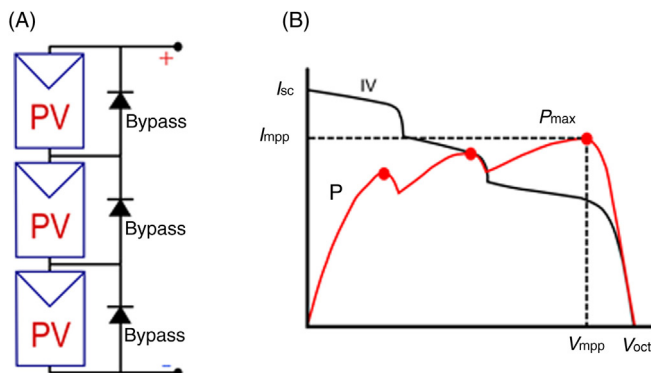 (A)
+
PV
Bypass
PV
Bypass
PV
Bypass
-
(B)
Isc
IV
Impp
Pmax
P
Vmpp
Voct